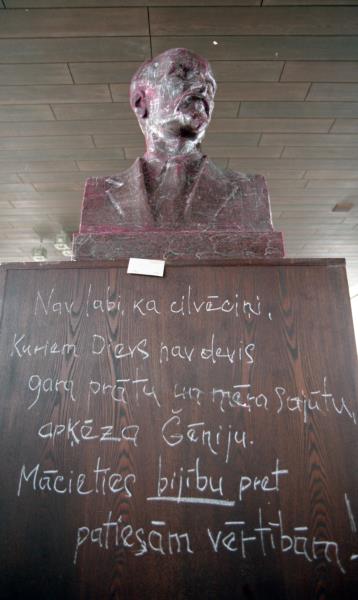 Nav labi, ka cilvēciņi,
kuriem Dievs nav devis
gara prātu un mēra sajūtu,
apķēza Ģēniju.
Mācieties bijību pret
patiesām vērtībām!